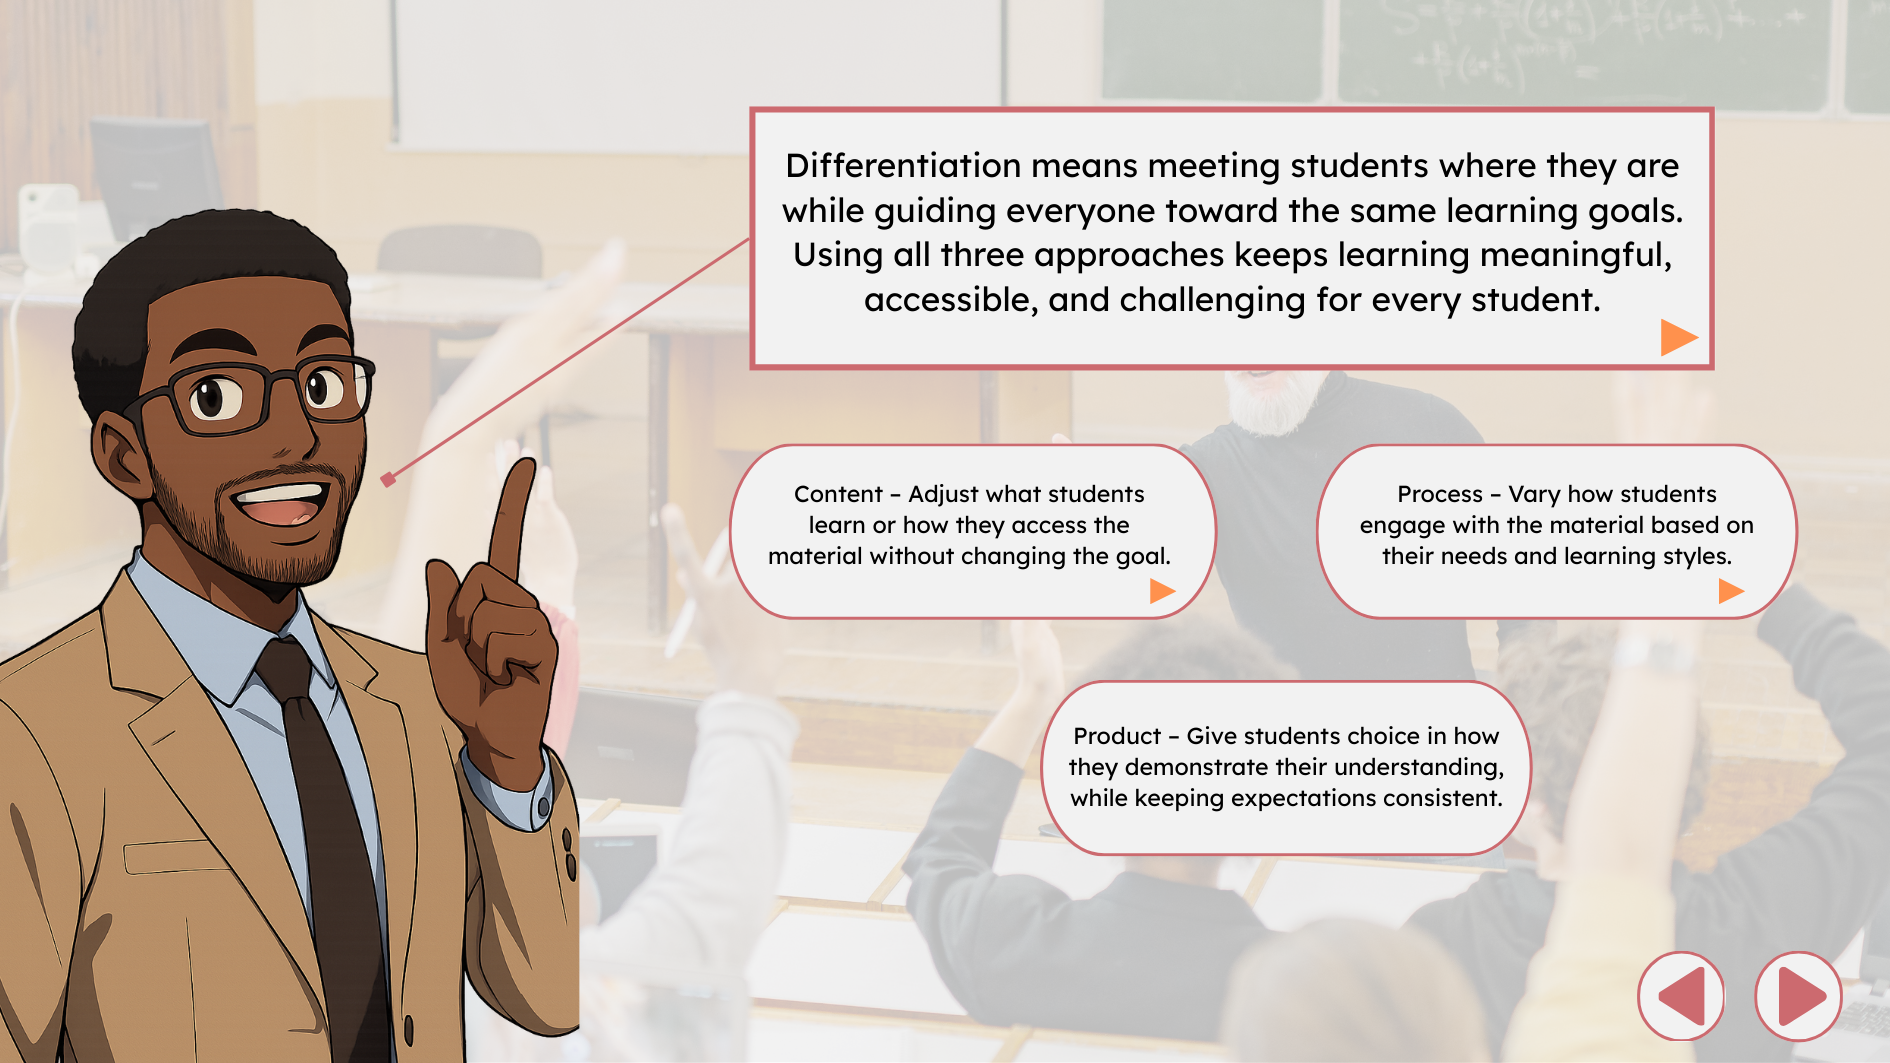 Differentiation means meeting students where they are
while guiding everyone toward the same learning goals.
Using all three approaches keeps learning meaningful,
accessible, and challenging for every student.
Content – Adjust what students
learn or how they access the
material without changing the goal.
Process – Vary how students
engage with the material based on
their needs and learning styles.
Product – Give students choice in how
they demonstrate their understanding,
while keeping expectations consistent.